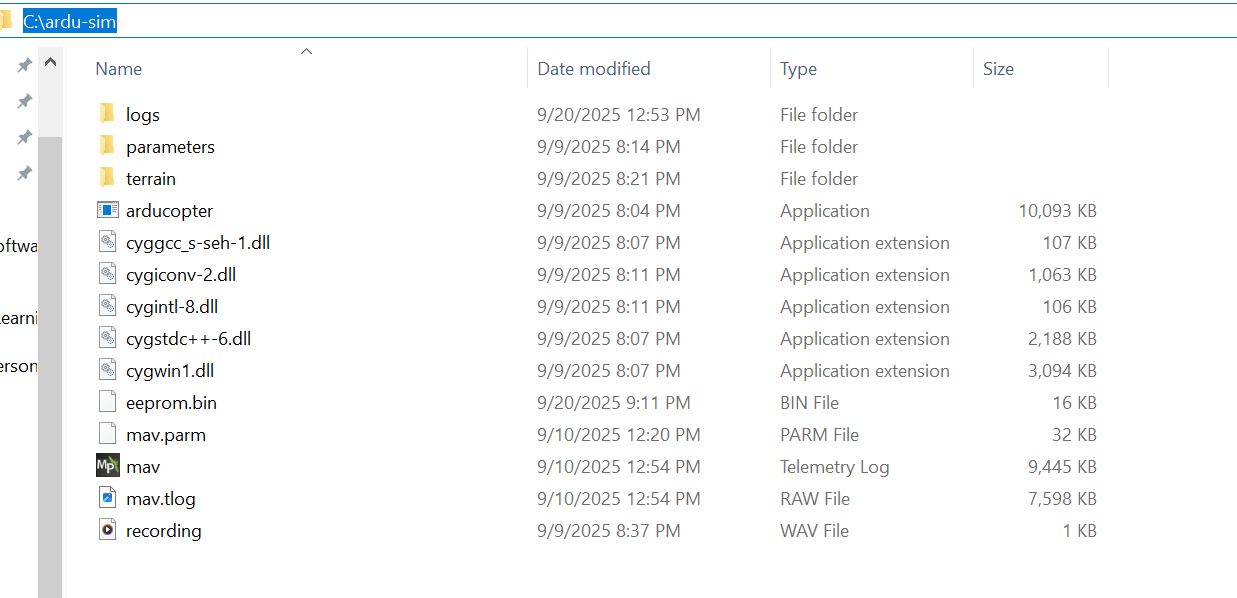 C:\ardu-sim
Name Date modified Type Size
logs 9/20/2025 12:53 PM File folder
parameters 9/9/2025 8:14 PM File folder
terrain 9/9/2025 8:21 PM File folder
arducopter 9/9/2025 8:04 PM Application 10,093 KB
oftwa cyggcc_s-seh-1.dll 9/9/2025 8:07 PM Application extension 107 KB
cygiconv-2.dll 9/9/2025 8:11 PM Application extension 1,063 KB
earni cygintl-8.dll 9/9/2025 8:11 PM Application extension 106 KB
cygstdc++-6.dll 9/9/2025 8:07 PM Application extension 2,188 KB
erson cygwin1.dll 9/9/2025 8:07 PM Application extension 3,094 KB
eeprom.bin 9/20/2025 9:11 PM BIN File 16 KB
mav.parm 9/10/2025 12:20 PM PARM File 32 KB
Mp mav 9/10/2025 12:54 PM Telemetry Log 9,445 KB
mav.tlog 9/10/2025 12:54 PM RAW File 7,598 KB
recording 9/9/2025 8:37 PM WAV File 1 KB